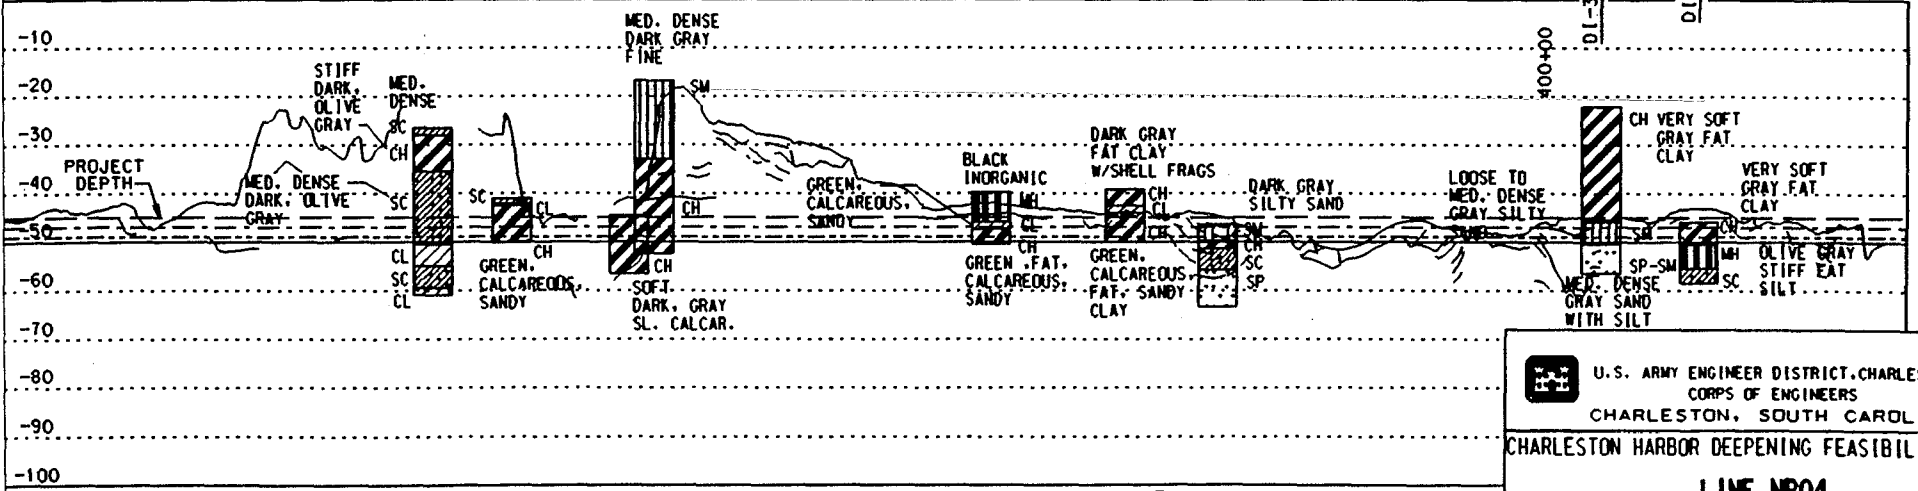 -10
-20
-30
-40
-50
-60
-70
-80
-90
-100
PROJECT
DEPTH
STIFF
DARK.
OLIVE
GRAY
MED.
DENSE
SC
CH
MED. DENSE
DARK. OLIVE
GRAY
SC
CL
SC
CL
SC
CL
CH
GREEN.
CALCAREOUS.
SANDY
MED. DENSE
DARK GRAY
FINE
SM
CH
CH
SOFT
DARK. GRAY
SL. CALCAR.
GREEN.
CALCAREOUS.
SANDY
BLACK
INORGANIC
MH
CL
CH
GREEN .FAT.
CALCAREOUS.
SANDY
DARK GRAY
FAT CLAY
W/SHELL FRAGS
CH
CL
CH
GREEN.
CALCAREOUS.
FAT. SANDY
CLAY
DARK GRAY
SILTY SAND
SM
CH
SC
SP
LOOSE TO
MED. DENSE
GRAY SILTY
SAND
400+00
CH VERY SOFT
GRAY FAT
CLAY
SM
SP-SM
MED. DENSE
GRAY SAND
WITH SILT
VERY SOFT
GRAY FAT
CLAY
CH
MH
SC
OLIVE GRAY
STIFF FAT
SILT
U.S. ARMY ENGINEER DISTRICT.CHARLES
CORPS OF ENGINEERS
CHARLESTON. SOUTH CAROL
CHARLESTON HARBOR DEEPENING FEASIBIL
LINE NB04